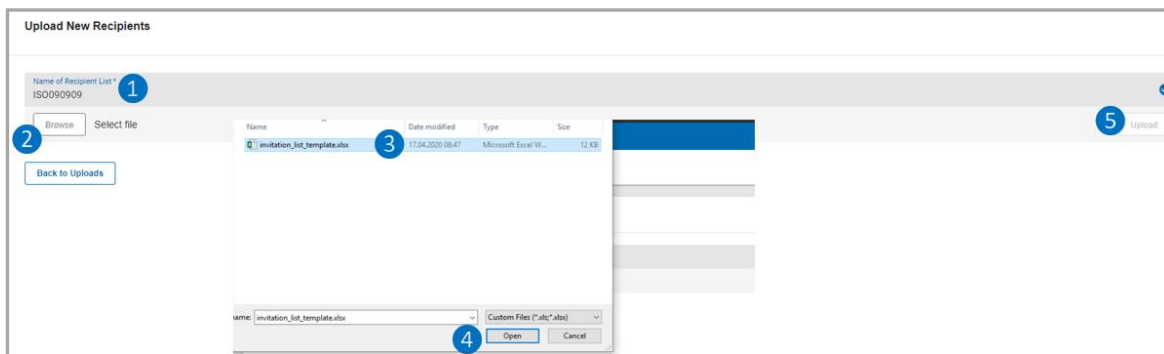 Upload New Recipients
Name of Recipient List *
ISO090909
1
2
Browse
Select file
5
Upload
Back to Uploads
Name
Date modified
Type
Size
invitation_list_template.xlsx
3
17.04.2020 08:47
Microsoft Excel W...
12 KB
ame:
invitation_list_template.xlsx
Custom Files (*.xls;*.xlsx)
4
Open
Cancel